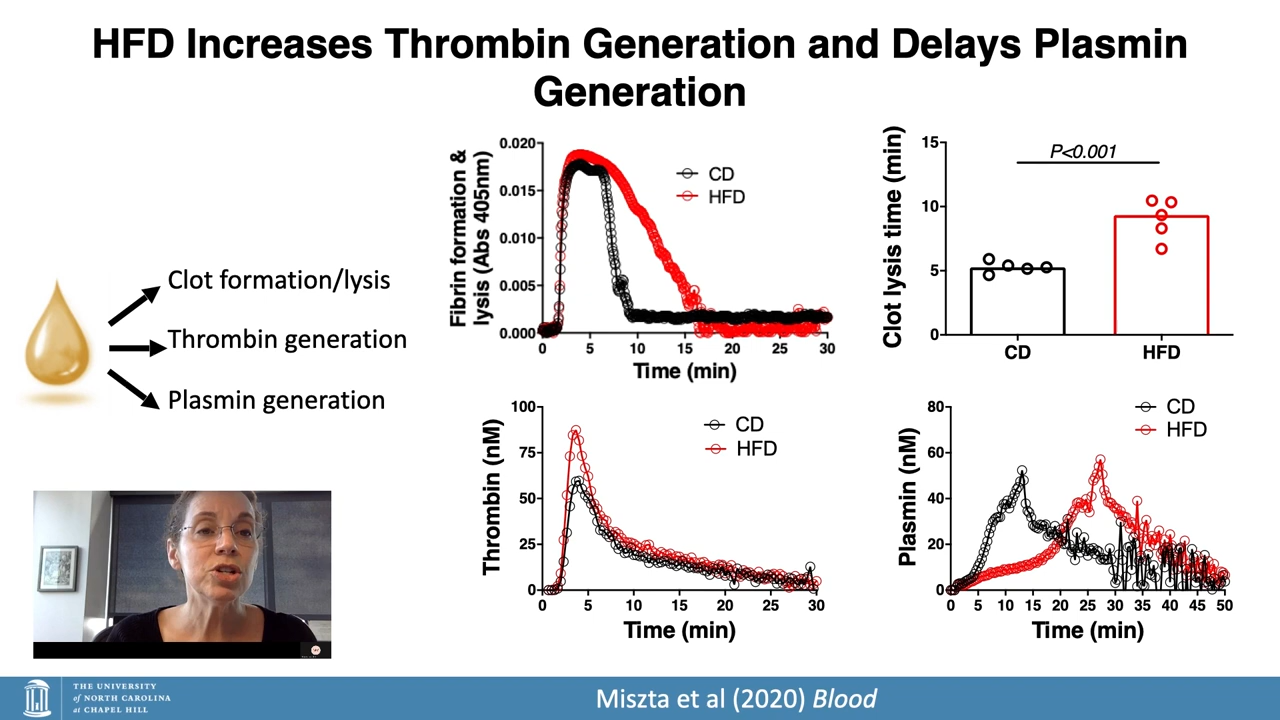 HFD Increases Thrombin Generation and Delays Plasmin
Generation
Clot formation/lysis
Thrombin generation
Plasmin generation
Fibrin formation &
lysis (Abs 405nm)
0.020
0.015
0.010
0.005
0.000
CD
HFD
0 5 10 15 20 25 30
Time (min)
Clot lysis time (min)
15
10
5
0
P<0.001
CD HFD
Thrombin (nM)
100
75
50
25
0
CD
HFD
0 5 10 15 20 25 30
Time (min)
Plasmin (nM)
80
60
40
20
0
CD
HFD
0 5 10 15 20 25 30 35 40 45 50
Time (min)
THE UNIVERSITY
of NORTH CAROLINA
at CHAPEL HILL
Miszta et al (2020) Blood